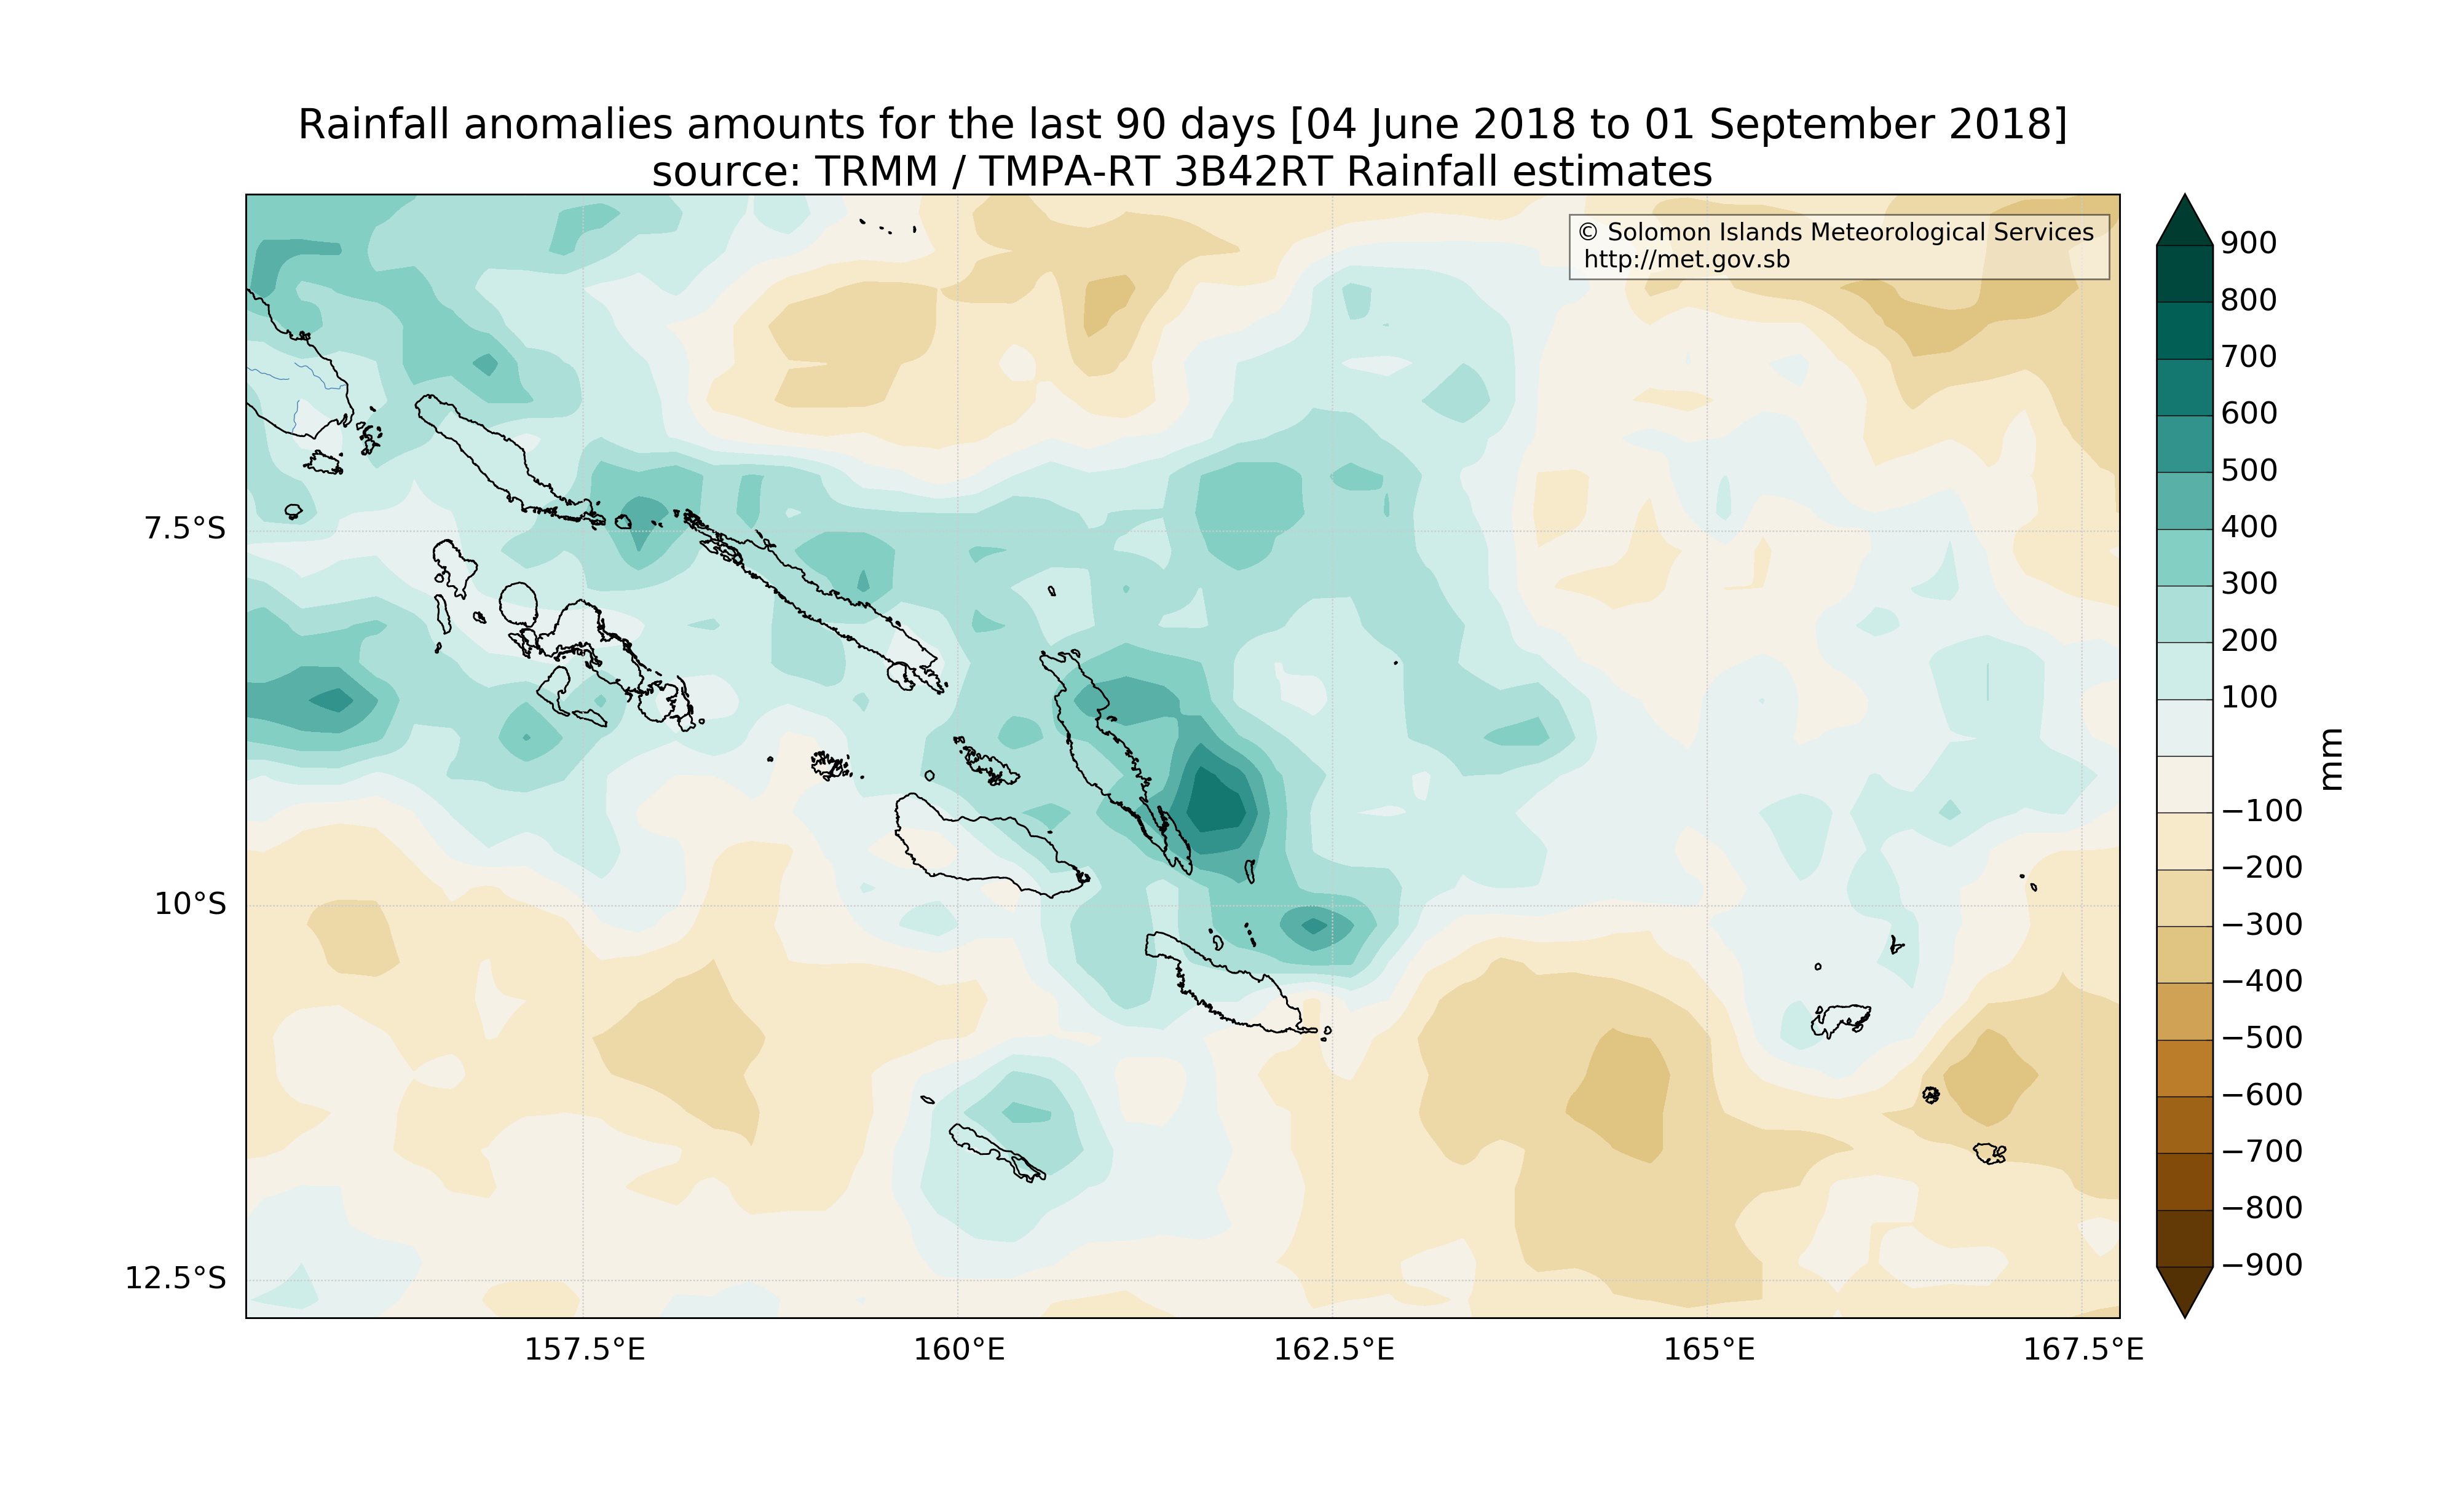 Rainfall anomalies amounts for the last 90 days [04 June 2018 to 01 September 2018]
source: TRMM / TMPA-RT 3B42RT Rainfall estimates
© Solomon Islands Meteorological Services
http://met.gov.sb
7.5°S
10°S
12.5°S
157.5°E
160°E
162.5°E
165°E
167.5°E
900
800
700
600
500
400
300
200
100
−100
−200
−300
−400
−500
−600
−700
−800
−900
mm